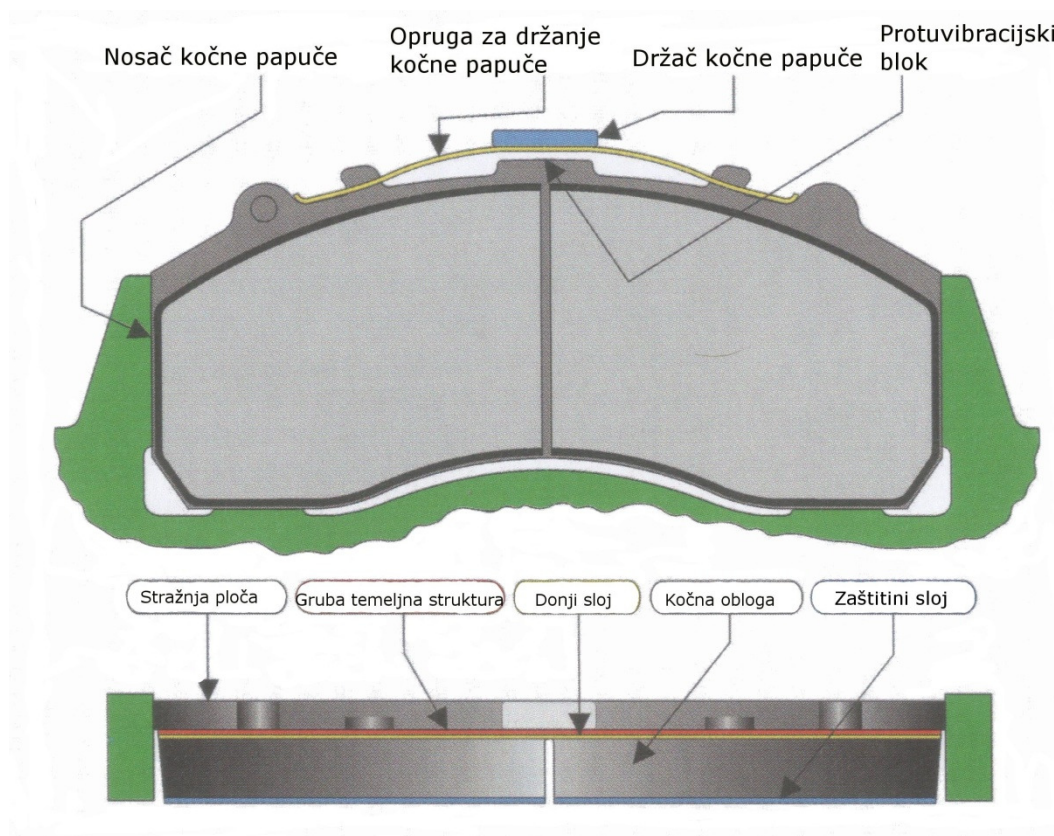 Nosač kočne papuče
Opruga za držanje
kočne papuče
Držač kočne papuče
Protuvibracijski
blok
Stražnja ploča
Gruba temeljna struktura
Donji sloj
Kočna obloga
Zaštitini sloj